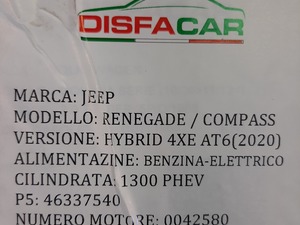 DISFACAR
MARCA: JEEP
MODELLO: RENEGADE / COMPASS
VERSIONE: HYBRID 4XE AT6(2020)
ALIMENTAZINE: BENZINA-ELETTRICO
CILINDRATA: 1300 PHEV
P5: 46337540
NUMERO MOTORE: 0042580